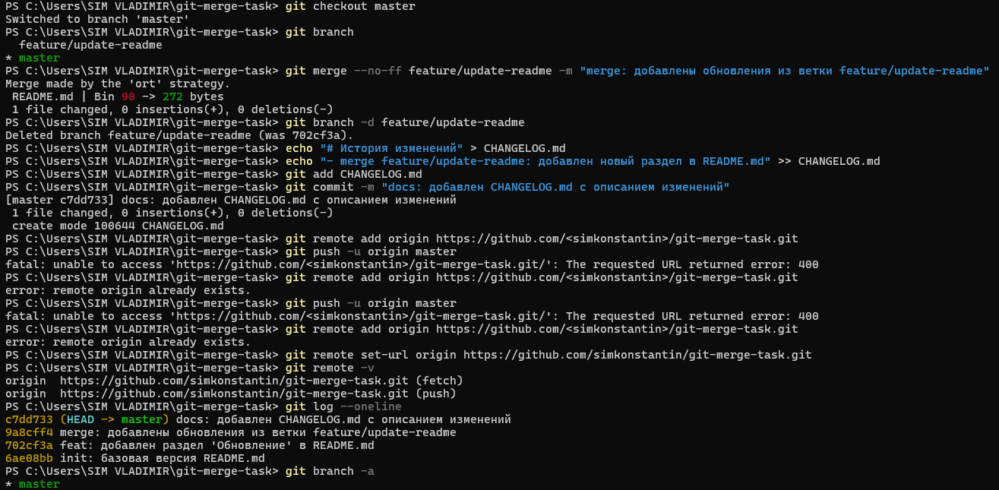 PS C:\Users\SIM VLADIMIR\git-merge-task> git checkout master
Switched to branch 'master'
PS C:\Users\SIM VLADIMIR\git-merge-task> git branch
  feature/update-readme
* master
PS C:\Users\SIM VLADIMIR\git-merge-task> git merge --no-ff feature/update-readme -m "merge: добавлены обновления из ветки feature/update-readme"
Merge made by the 'ort' strategy.
 README.md | Bin 90 -> 272 bytes
 1 file changed, 0 insertions(+), 0 deletions(-)
PS C:\Users\SIM VLADIMIR\git-merge-task> git branch -d feature/update-readme
Deleted branch feature/update-readme (was 702cf3a).
PS C:\Users\SIM VLADIMIR\git-merge-task> echo "# История изменений" > CHANGELOG.md
PS C:\Users\SIM VLADIMIR\git-merge-task> echo "- merge feature/update-readme: добавлен новый раздел в README.md" >> CHANGELOG.md
PS C:\Users\SIM VLADIMIR\git-merge-task> git add CHANGELOG.md
PS C:\Users\SIM VLADIMIR\git-merge-task> git commit -m "docs: добавлен CHANGELOG.md с описанием изменений"
[master c7dd733] docs: добавлен CHANGELOG.md с описанием изменений
 1 file changed, 0 insertions(+), 0 deletions(-)
 create mode 100644 CHANGELOG.md
PS C:\Users\SIM VLADIMIR\git-merge-task> git remote add origin https://github.com/<simkonstantin>/git-merge-task.git
PS C:\Users\SIM VLADIMIR\git-merge-task> git push -u origin master
fatal: unable to access 'https://github.com/<simkonstantin>/git-merge-task.git/': The requested URL returned error: 400
PS C:\Users\SIM VLADIMIR\git-merge-task> git remote add origin https://github.com/<simkonstantin>/git-merge-task.git
error: remote origin already exists.
PS C:\Users\SIM VLADIMIR\git-merge-task> git push -u origin master
fatal: unable to access 'https://github.com/<simkonstantin>/git-merge-task.git/': The requested URL returned error: 400
PS C:\Users\SIM VLADIMIR\git-merge-task> git remote add origin https://github.com/<simkonstantin>/git-merge-task.git
error: remote origin already exists.
PS C:\Users\SIM VLADIMIR\git-merge-task> git remote set-url origin https://github.com/simkonstantin/git-merge-task.git
PS C:\Users\SIM VLADIMIR\git-merge-task> git remote -v
origin  https://github.com/simkonstantin/git-merge-task.git (fetch)
origin  https://github.com/simkonstantin/git-merge-task.git (push)
PS C:\Users\SIM VLADIMIR\git-merge-task> git log --oneline
c7dd733 (HEAD -> master) docs: добавлен CHANGELOG.md с описанием изменений
9a8cff4 merge: добавлены обновления из ветки feature/update-readme
702cf3a feat: добавлен раздел 'Обновление' в README.md
6ae08bb init: базовая версия README.md
PS C:\Users\SIM VLADIMIR\git-merge-task> git branch -a
* master